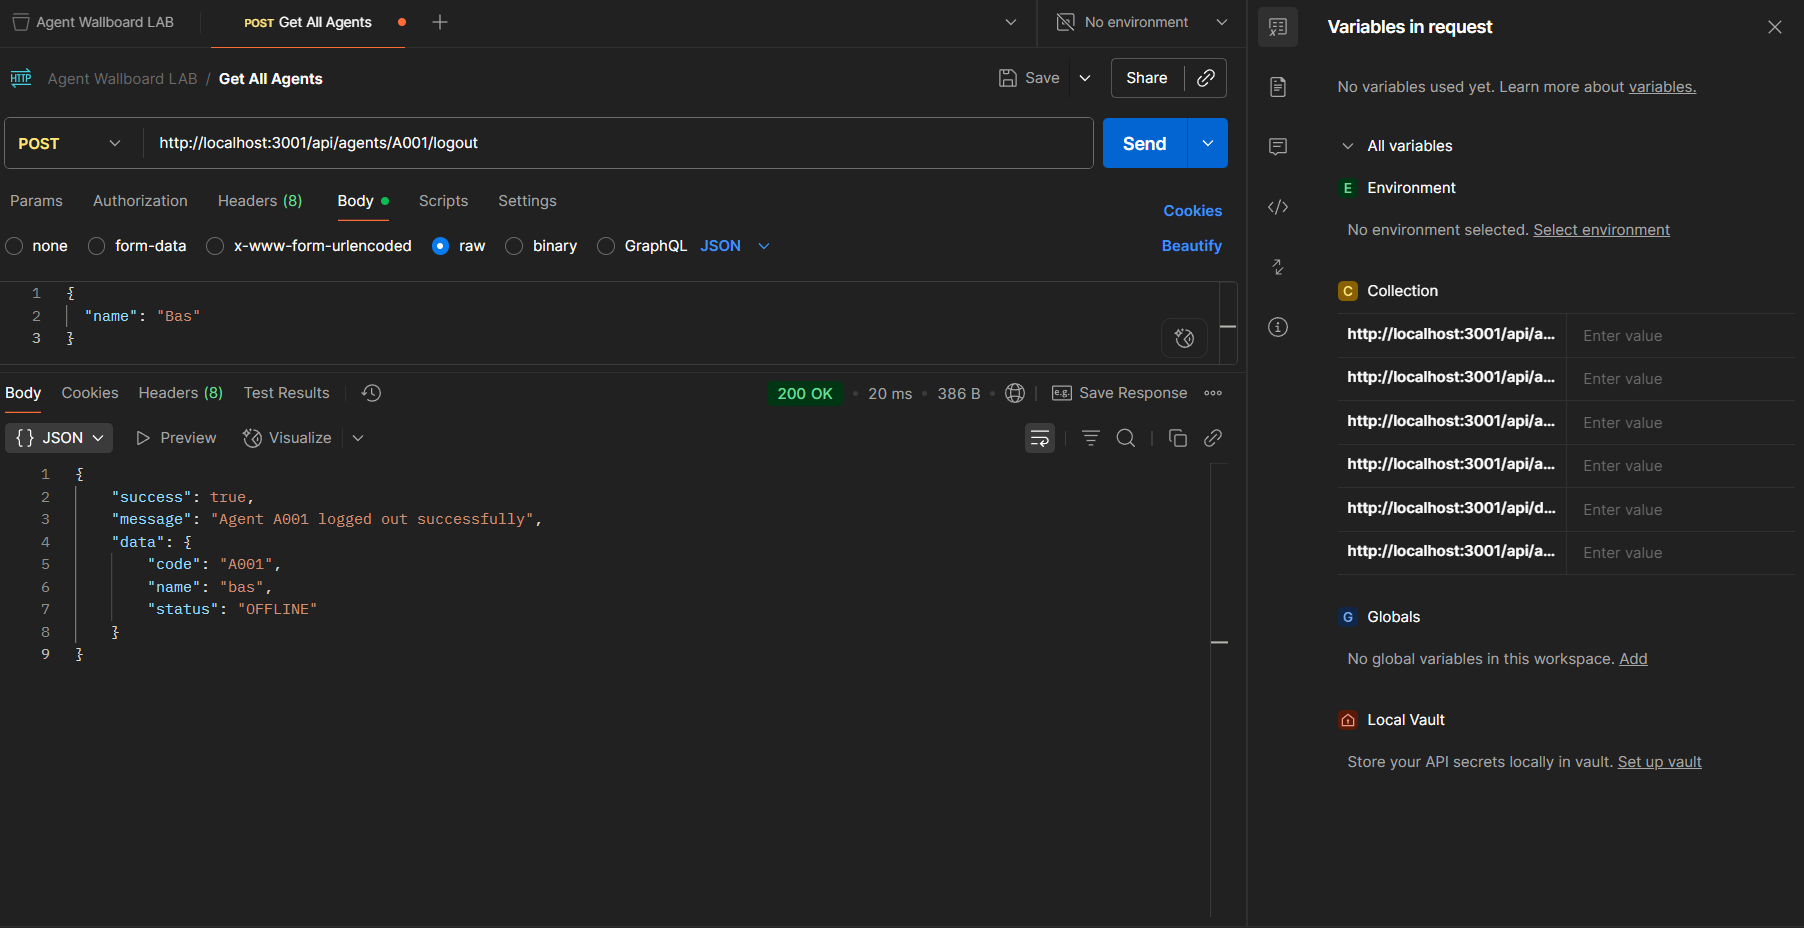 Agent Wallboard LAB
POST Get All Agents
No environment
Variables in request
HTTP Agent Wallboard LAB / Get All Agents
Save
Share
No variables used yet. Learn more about variables.
POST
http://localhost:3001/api/agents/A001/logout
Send
All variables
E Environment
Params Authorization Headers (8) Body Scripts Settings
Cookies
No environment selected. Select environment
none form-data x-www-form-urlencoded raw binary GraphQL JSON
Beautify
C Collection
1 {
2 "name": "Bas"
3 }
http://localhost:3001/api/a... Enter value
http://localhost:3001/api/a... Enter value
http://localhost:3001/api/a... Enter value
http://localhost:3001/api/a... Enter value
http://localhost:3001/api/d... Enter value
http://localhost:3001/api/a... Enter value
Body Cookies Headers (8) Test Results
200 OK 20 ms 386 B
e.g. Save Response
{} JSON Preview Visualize
1 {
2 "success": true,
3 "message": "Agent A001 logged out successfully",
4 "data": {
5 "code": "A001",
6 "name": "bas",
7 "status": "OFFLINE"
8 }
9 }
G Globals
No global variables in this workspace. Add
Local Vault
Store your API secrets locally in vault. Set up vault